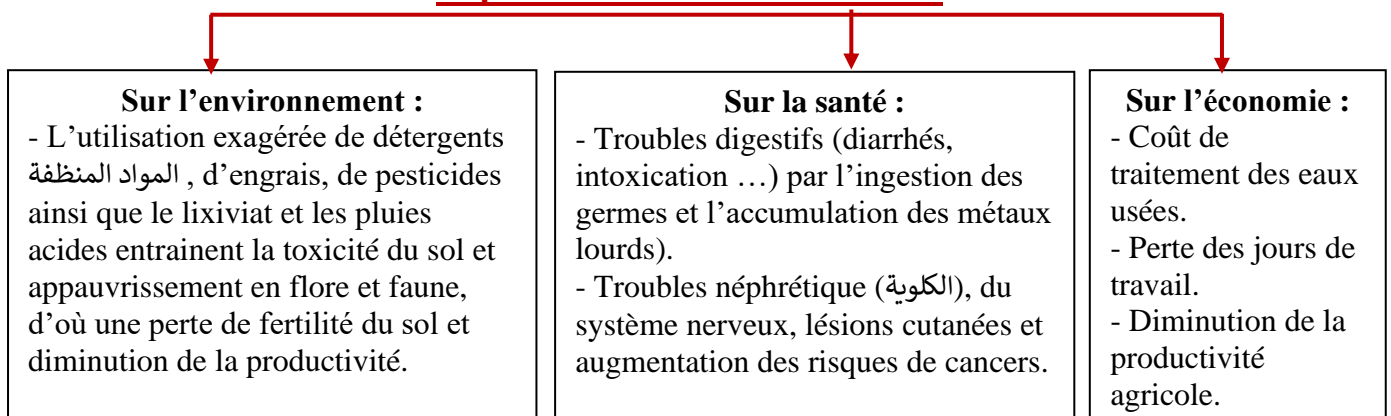 Sur l’environnement :
- L’utilisation exagérée de détergents
المواد المنظفة , d’engrais, de pesticides
ainsi que le lixiviat et les pluies
acides entrainent la toxicité du sol et
appauvrissement en flore et faune,
d’où une perte de fertilité du sol et
diminution de la productivité.
Sur la santé :
- Troubles digestifs (diarrhés,
intoxication …) par l’ingestion des
germes et l’accumulation des métaux
lourds).
- Troubles néphrétique (الكلوية), du
système nerveux, lésions cutanées et
augmentation des risques de cancers.
Sur l’économie :
- Coût de
traitement des eaux
usées.
- Perte des jours de
travail.
- Diminution de la
productivité
agricole.